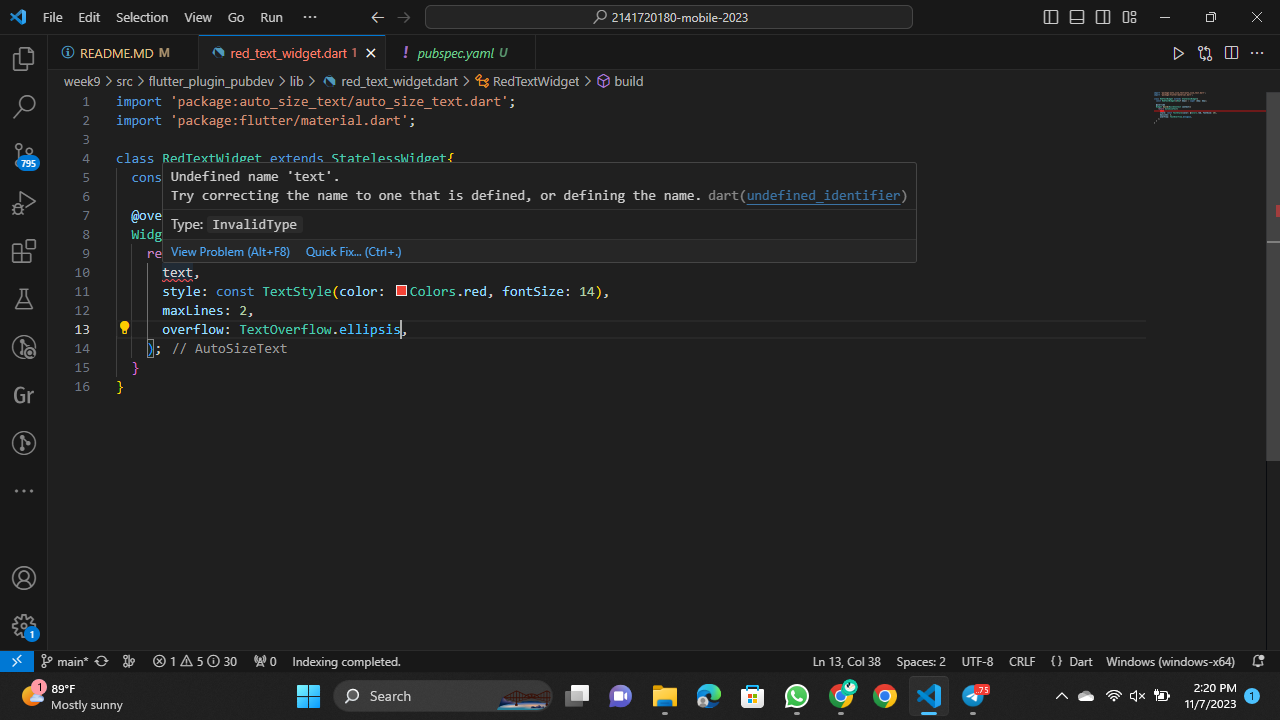 File Edit Selection View Go Run ···
2141720180-mobile-2023
README.MD M
red_text_widget.dart 1
! pubspec.yaml U
week9 > src > flutter_plugin_pubdev > lib > red_text_widget.dart > RedTextWidget > build
1 import 'package:auto_size_text/auto_size_text.dart';
2 import 'package:flutter/material.dart';
3
4 class RedTextWidget extends StatelessWidget{
5 cons
Undefined name 'text'.
6
Try correcting the name to one that is defined, or defining the name. dart(undefined_identifier)
7 @ove
Type: InvalidType
8 Widg
View Problem (Alt+F8) Quick Fix... (Ctrl+.)
9 re
10 text,
11 style: const TextStyle(color: Colors.red, fontSize: 14),
12 maxLines: 2,
13 overflow: TextOverflow.ellipsis,
14 ); // AutoSizeText
15 }
16 }
795
Gr
1
main* 1 5 30 0 Indexing completed.
Ln 13, Col 38 Spaces: 2 UTF-8 CRLF {} Dart Windows (windows-x64)
1
89°F
Mostly sunny
Search
.75
2:20 PM
11/7/2023
1